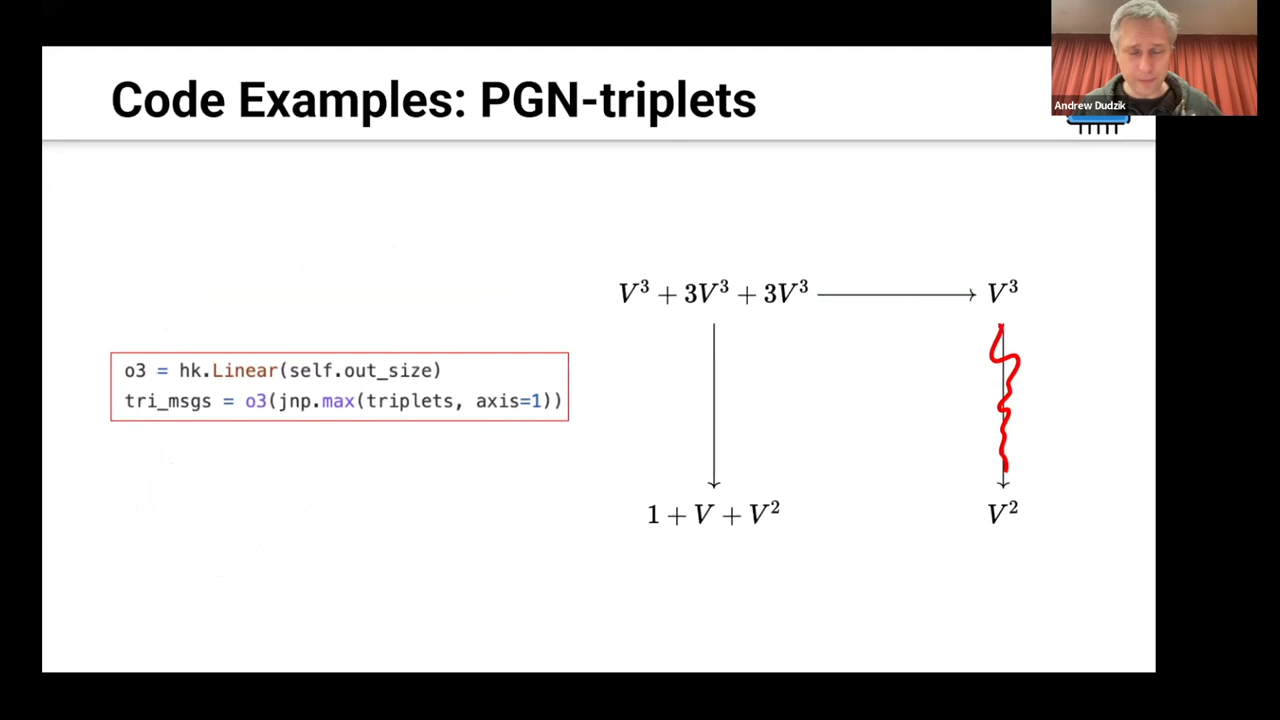 Code Examples: PGN-triplets
Andrew Dudzik
V³ + 3V³ + 3V³
V³
o3 = hk.Linear(self.out_size)
tri_msgs = o3(jnp.max(triplets, axis=1))
1 + V + V²
V²